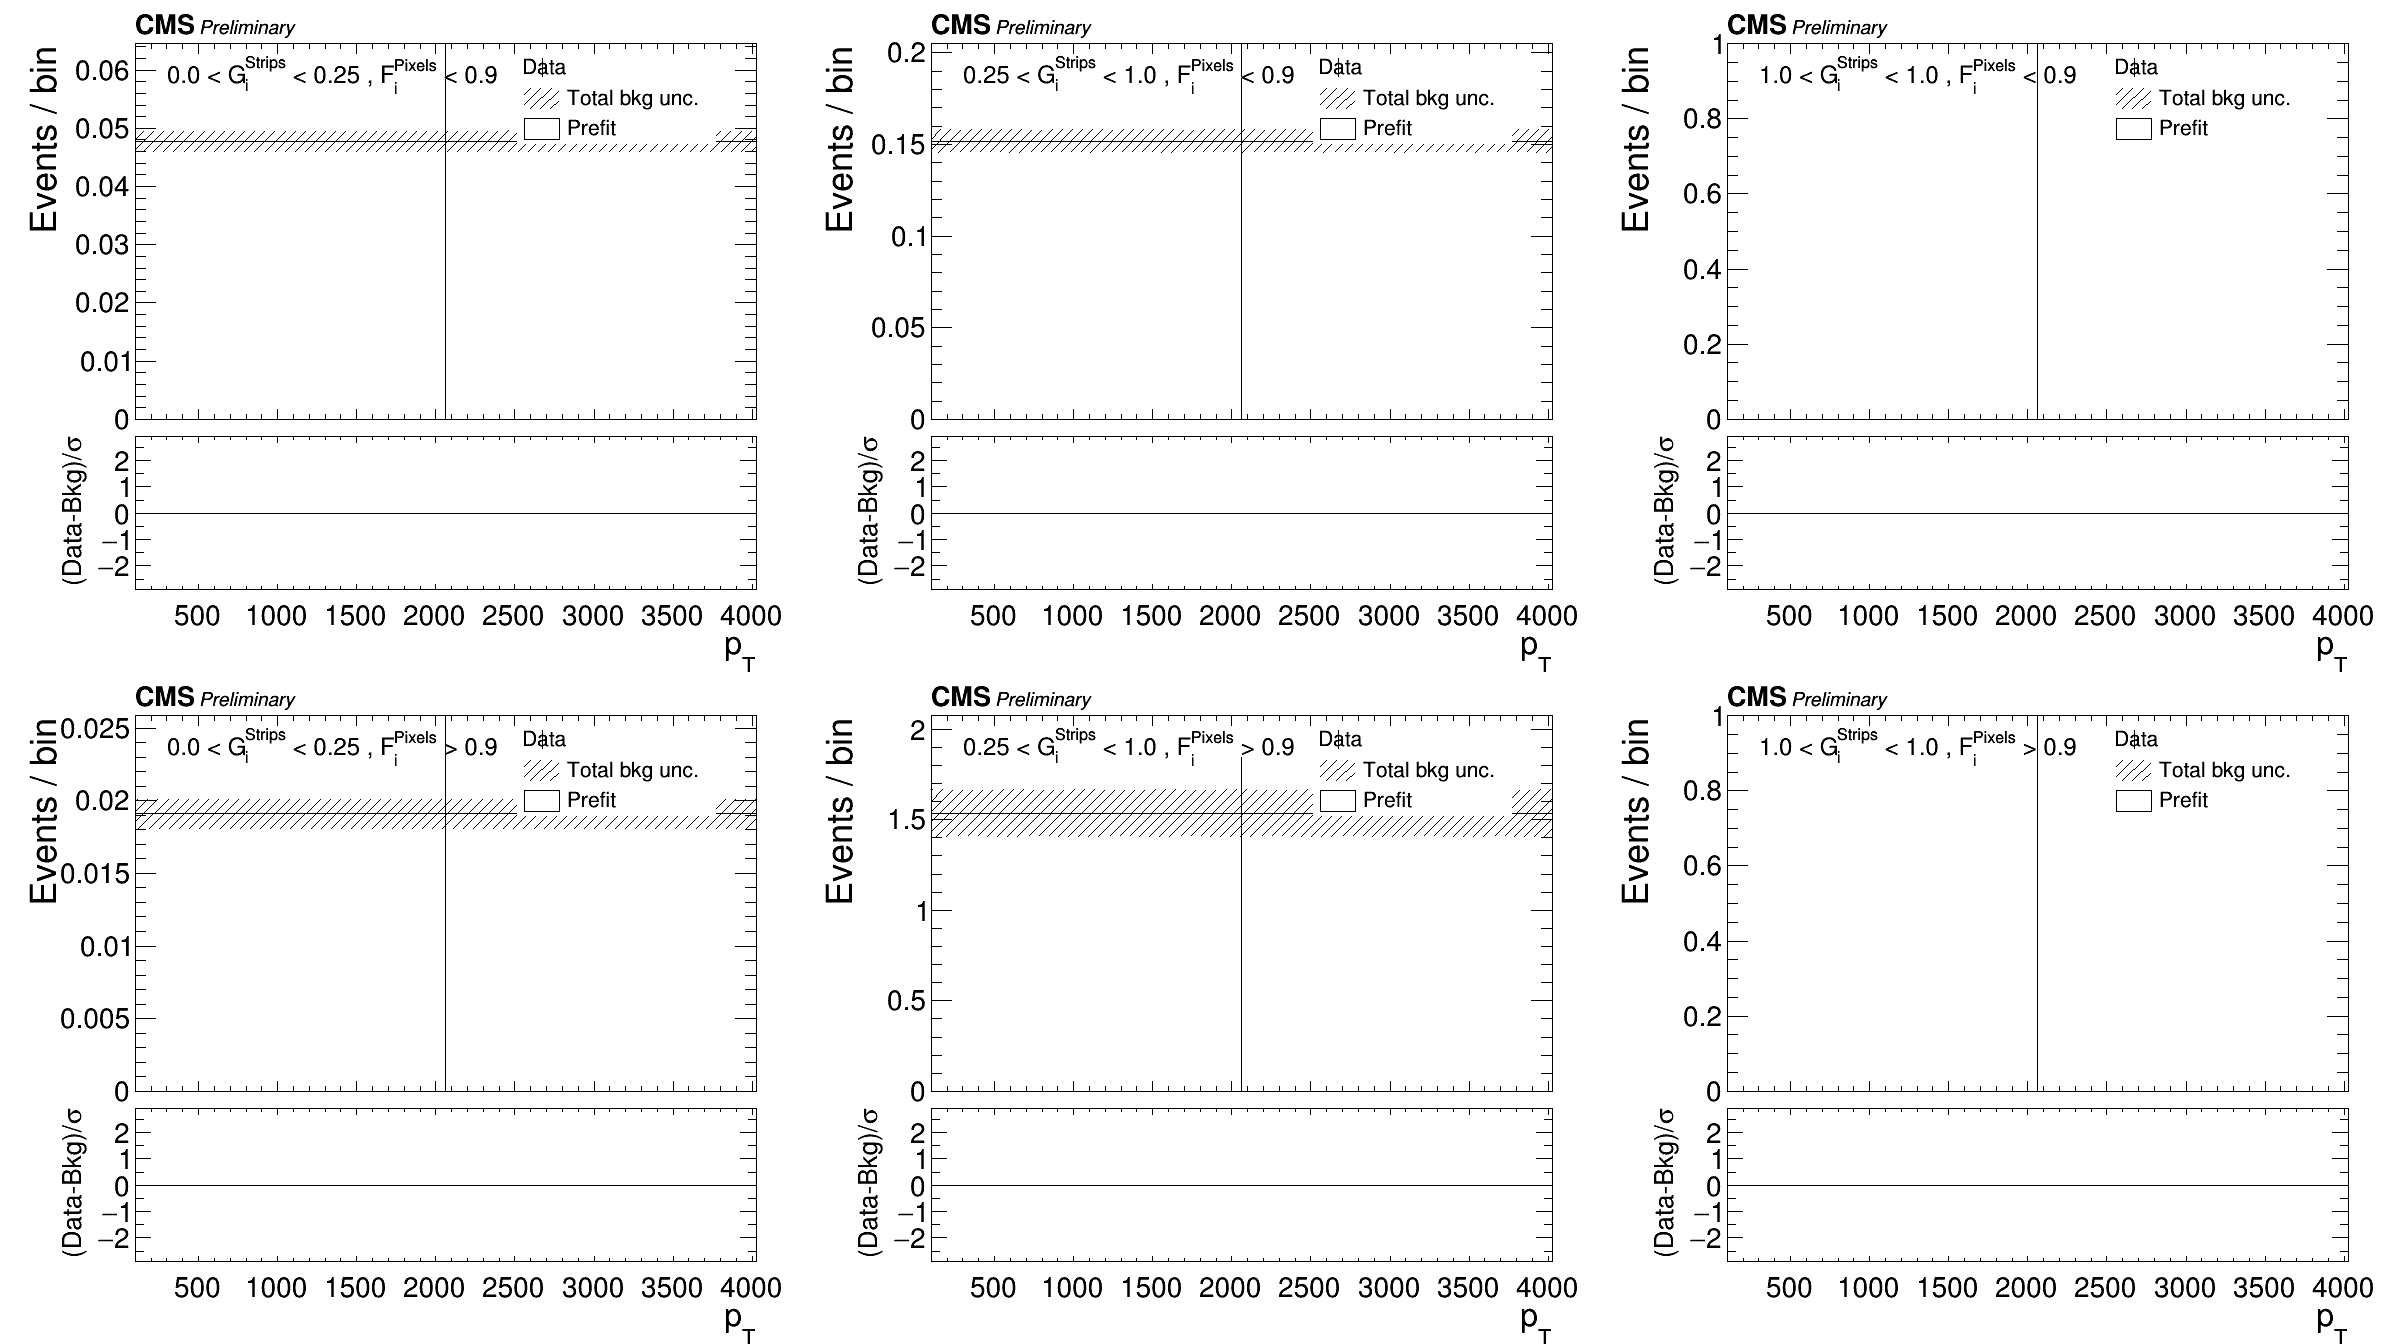 CMS Preliminary
Events / bin
0.0 < G_i^Strips < 0.25 , F_i^Pixels < 0.9
Data
Total bkg unc.
Prefit
0.06
0.05
0.04
0.03
0.02
0.01
0
(Data-Bkg)/σ
2
1
0
−1
−2
500 1000 1500 2000 2500 3000 3500 4000
p_T
CMS Preliminary
Events / bin
0.25 < G_i^Strips < 1.0 , F_i^Pixels < 0.9
Data
Total bkg unc.
Prefit
0.2
0.15
0.1
0.05
0
(Data-Bkg)/σ
2
1
0
−1
−2
500 1000 1500 2000 2500 3000 3500 4000
p_T
CMS Preliminary
Events / bin
1.0 < G_i^Strips < 1.0 , F_i^Pixels < 0.9
Data
Total bkg unc.
Prefit
1
0.8
0.6
0.4
0.2
0
(Data-Bkg)/σ
2
1
0
−1
−2
500 1000 1500 2000 2500 3000 3500 4000
p_T
CMS Preliminary
Events / bin
0.0 < G_i^Strips < 0.25 , F_i^Pixels > 0.9
Data
Total bkg unc.
Prefit
0.025
0.02
0.015
0.01
0.005
0
(Data-Bkg)/σ
2
1
0
−1
−2
500 1000 1500 2000 2500 3000 3500 4000
p_T
CMS Preliminary
Events / bin
0.25 < G_i^Strips < 1.0 , F_i^Pixels > 0.9
Data
Total bkg unc.
Prefit
2
1.5
1
0.5
0
(Data-Bkg)/σ
2
1
0
−1
−2
500 1000 1500 2000 2500 3000 3500 4000
p_T
CMS Preliminary
Events / bin
1.0 < G_i^Strips < 1.0 , F_i^Pixels > 0.9
Data
Total bkg unc.
Prefit
1
0.8
0.6
0.4
0.2
0
(Data-Bkg)/σ
2
1
0
−1
−2
500 1000 1500 2000 2500 3000 3500 4000
p_T